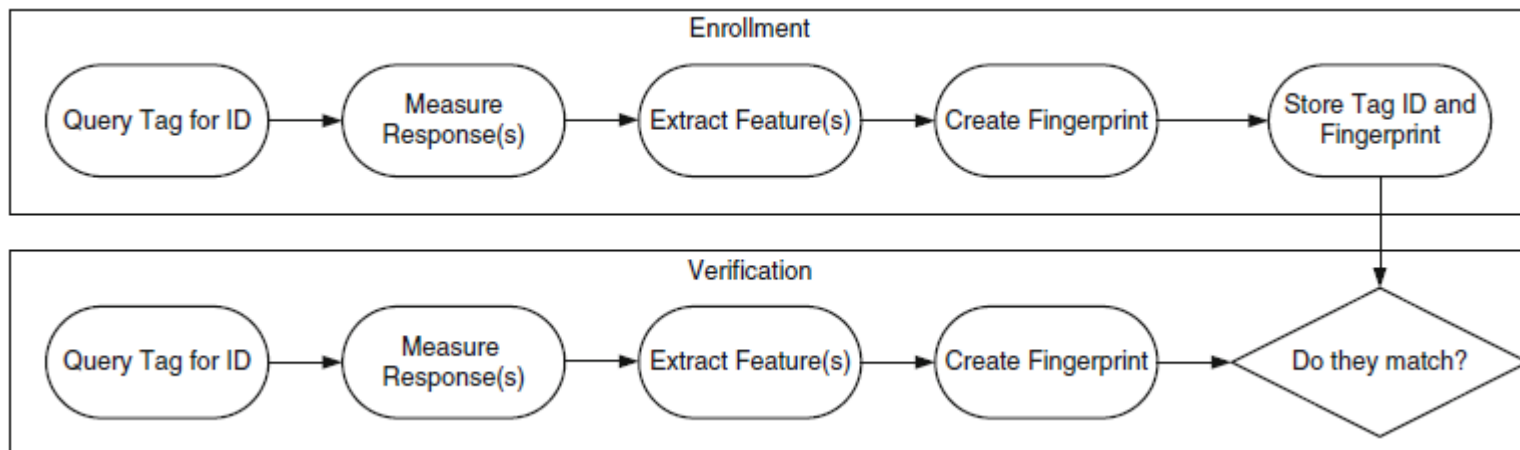 Enrollment
Query Tag for ID
Measure
Response(s)
Extract Feature(s)
Create Fingerprint
Store Tag ID and
Fingerprint
Verification
Query Tag for ID
Measure
Response(s)
Extract Feature(s)
Create Fingerprint
Do they match?